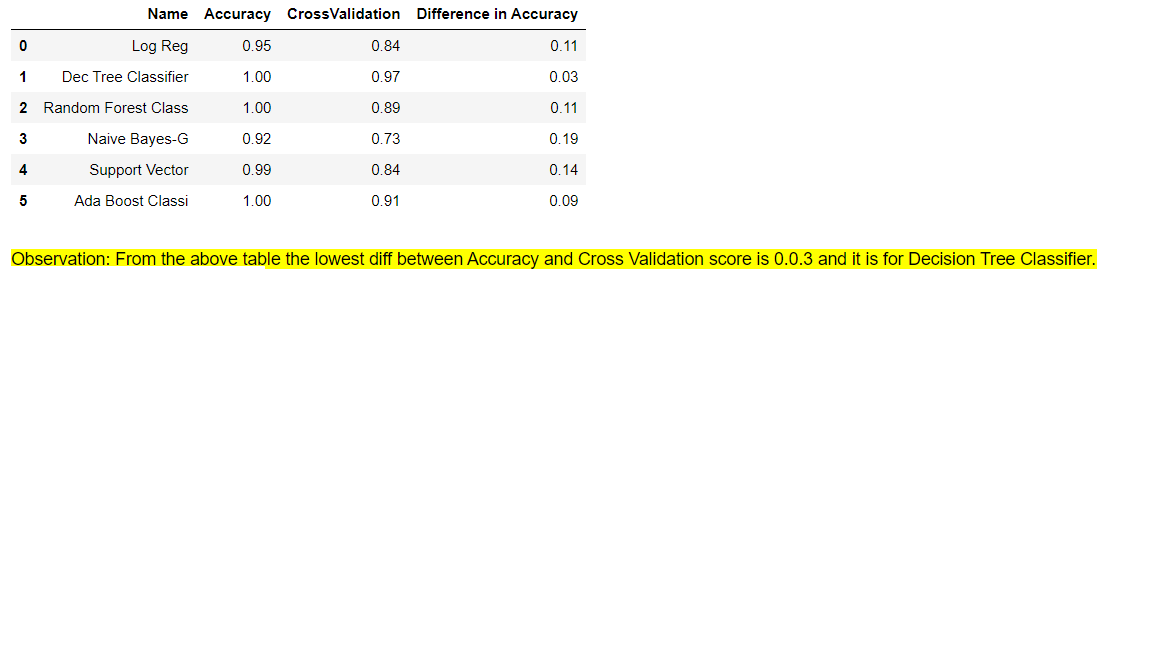 Name Accuracy CrossValidation Difference in Accuracy
0 Log Reg 0.95 0.84 0.11
1 Dec Tree Classifier 1.00 0.97 0.03
2 Random Forest Class 1.00 0.89 0.11
3 Naive Bayes-G 0.92 0.73 0.19
4 Support Vector 0.99 0.84 0.14
5 Ada Boost Classi 1.00 0.91 0.09
Observation: From the above table the lowest diff between Accuracy and Cross Validation score is 0.0.3 and it is for Decision Tree Classifier.